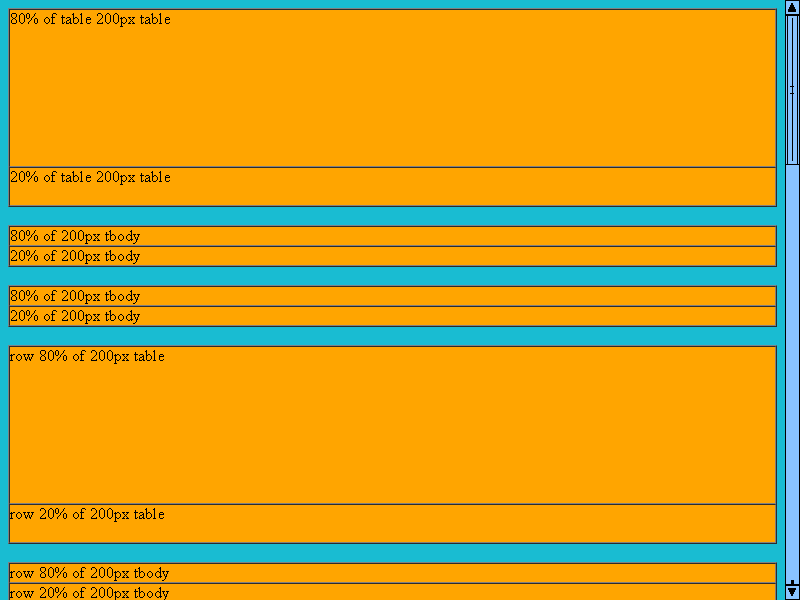 80% of table 200px table
20% of table 200px table
80% of 200px tbody
20% of 200px tbody
80% of 200px tbody
20% of 200px tbody
row 80% of 200px table
row 20% of 200px table
row 80% of 200px tbody
row 20% of 200px tbody